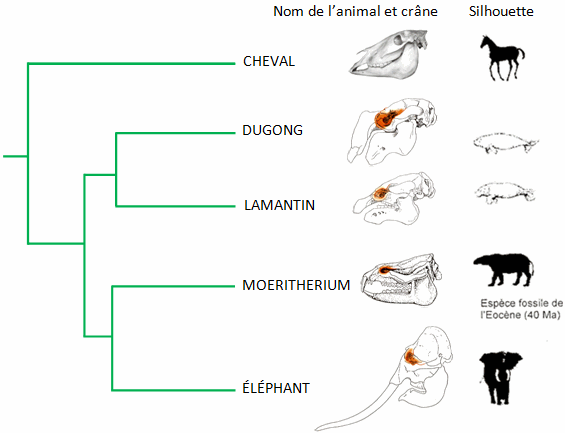 Nom de l’animal et crâne Silhouette
CHEVAL
DUGONG
LAMANTIN
MOERITHERIUM
Espèce fossile de
l'Eocène (40 Ma)
ÉLÉPHANT